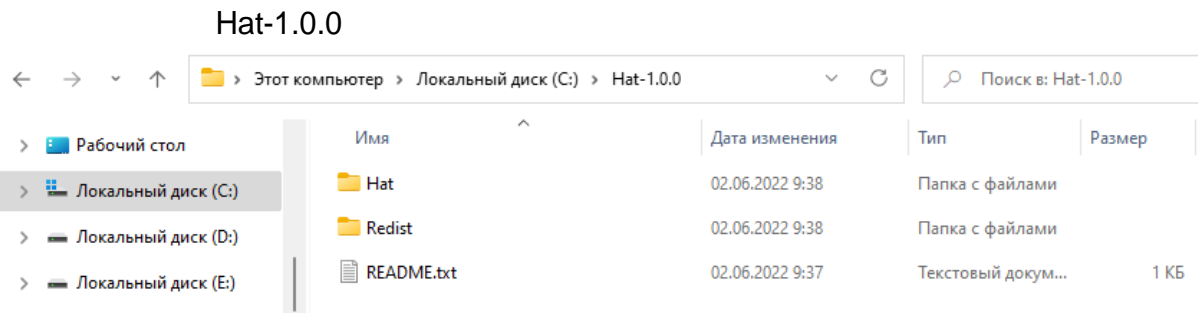 Hat-1.0.0
Этот компьютер › Локальный диск (C:) › Hat-1.0.0
Поиск в: Hat-1.0.0
Имя Дата изменения Тип Размер
Рабочий стол
Локальный диск (C:)
Локальный диск (D:)
Локальный диск (E:)
Hat 02.06.2022 9:38 Папка с файлами
Redist 02.06.2022 9:38 Папка с файлами
README.txt 02.06.2022 9:37 Текстовый докум... 1 КБ